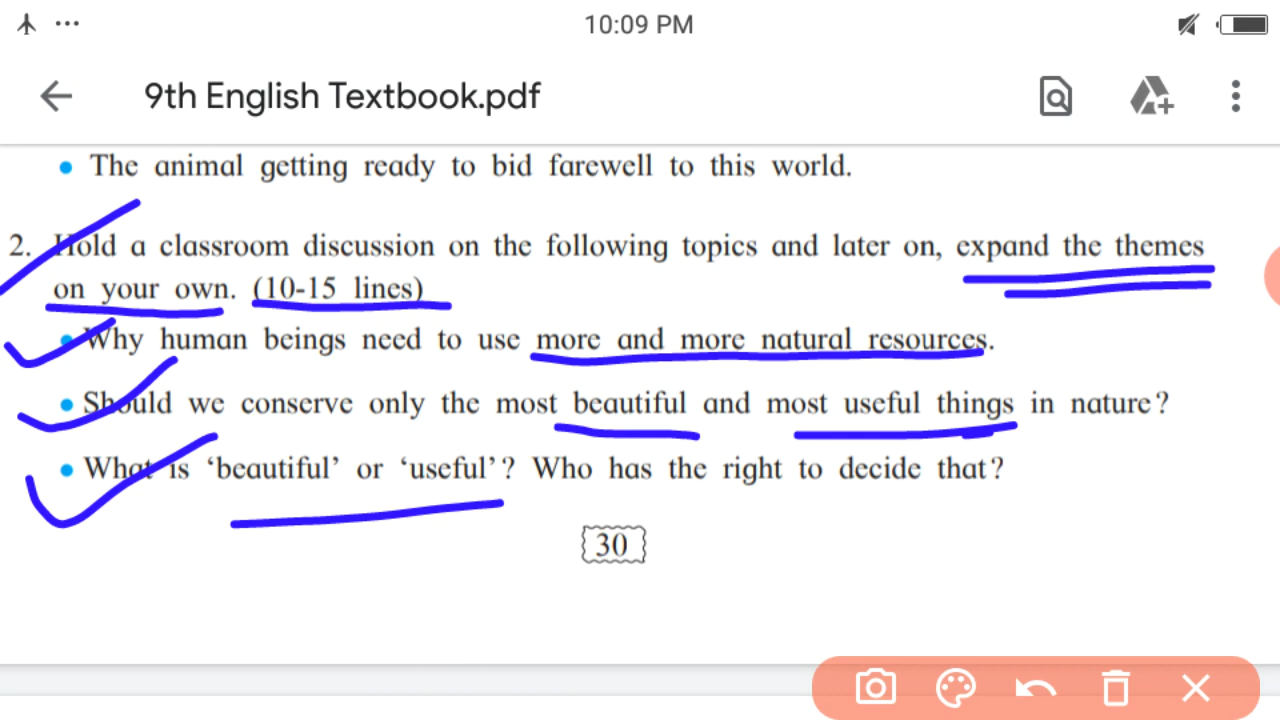 10:09 PM
9th English Textbook.pdf
• The animal getting ready to bid farewell to this world.
2. Hold a classroom discussion on the following topics and later on, expand the themes
on your own. (10-15 lines)
• Why human beings need to use more and more natural resources.
• Should we conserve only the most beautiful and most useful things in nature?
• What is ‘beautiful’ or ‘useful’? Who has the right to decide that?
30